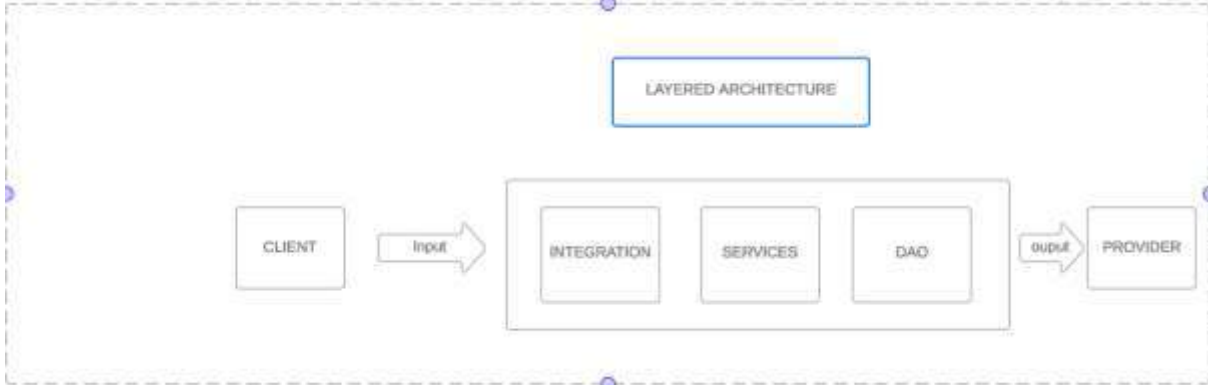 LAYERED ARCHITECTURE
CLIENT
Input
INTEGRATION
SERVICES
DAO
ouput
PROVIDER